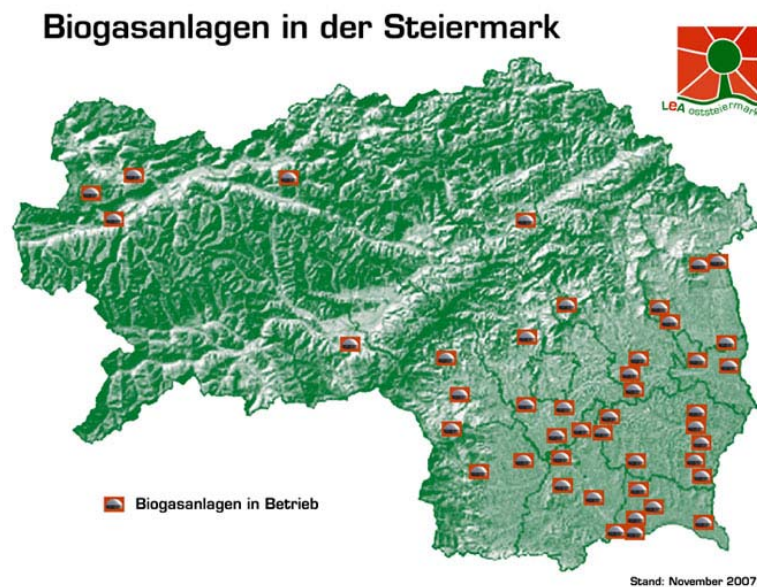 Biogasanlagen in der Steiermark
LEA oststeiermark
Biogasanlagen in Betrieb
Stand: November 2007